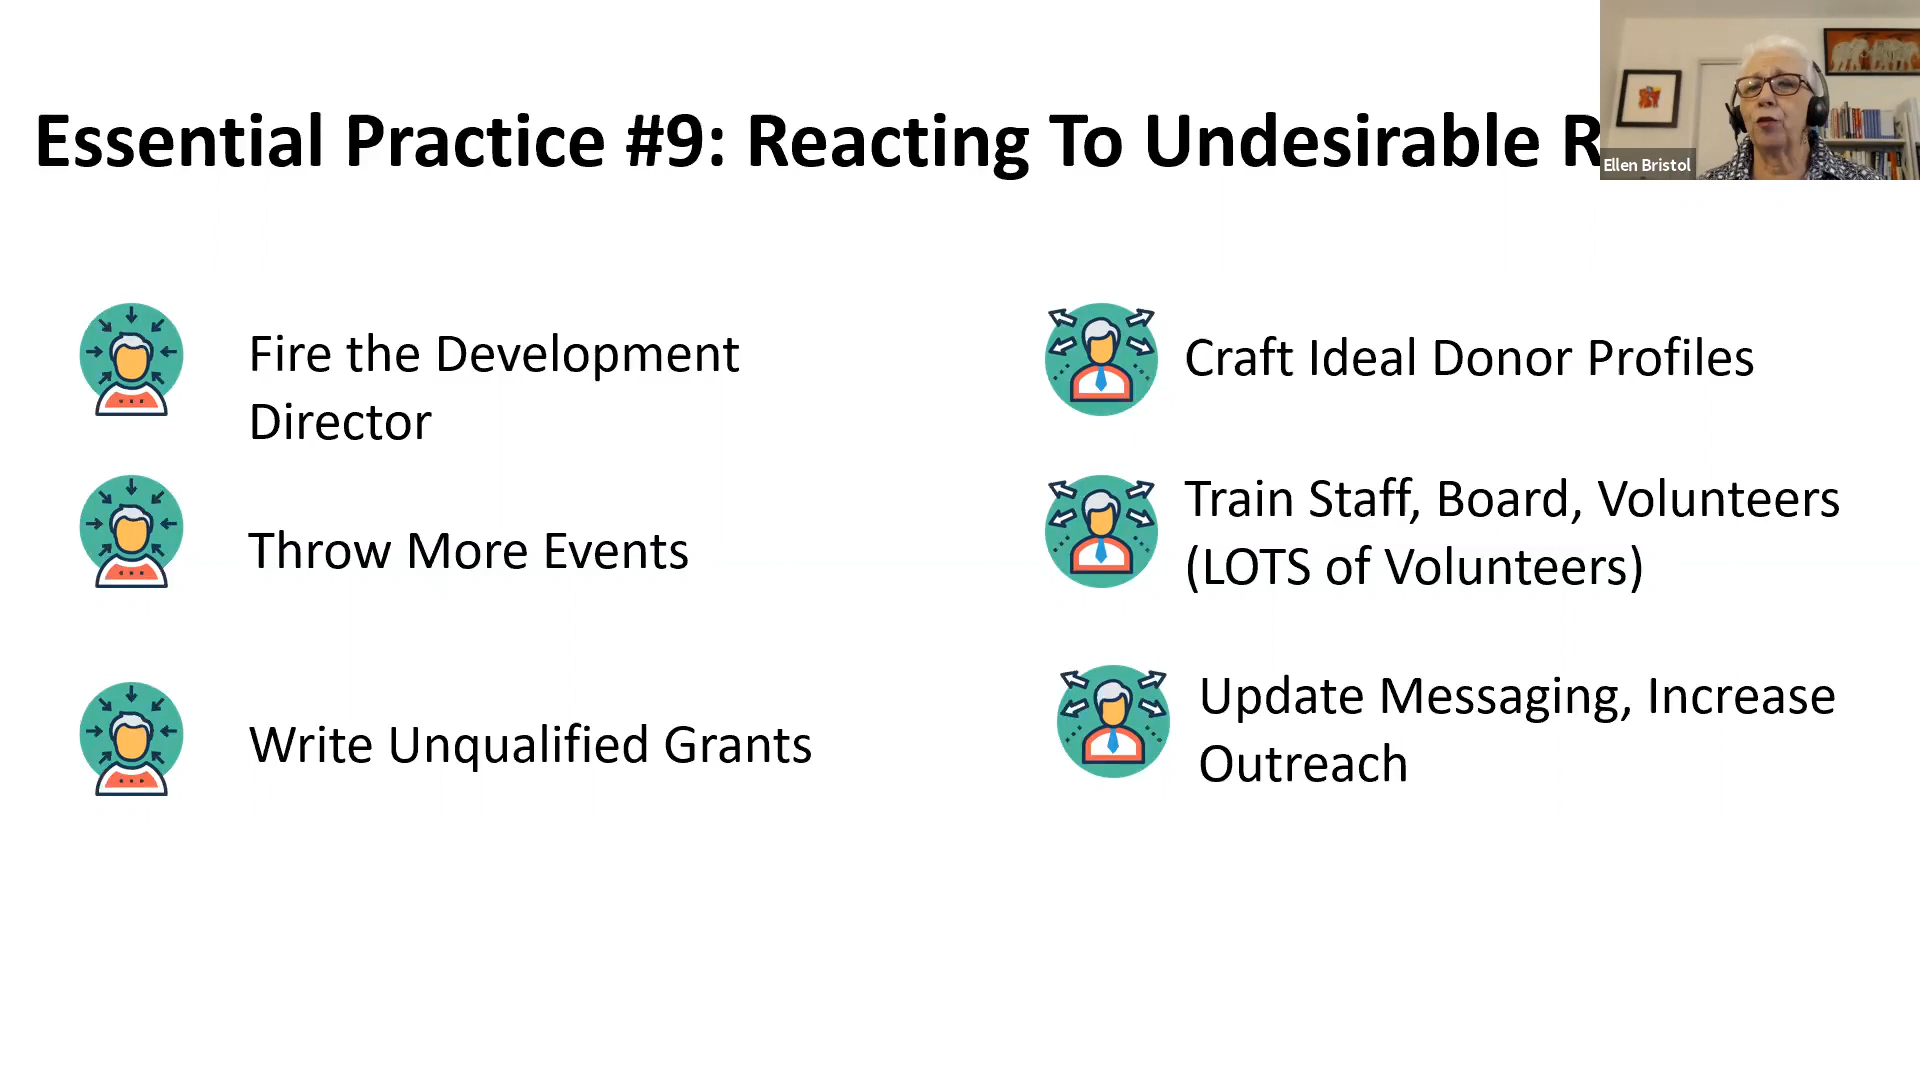 Essential Practice #9: Reacting To Undesirable
Ellen Bristol
Fire the Development
Director
Throw More Events
Write Unqualified Grants
Craft Ideal Donor Profiles
Train Staff, Board, Volunteers
(LOTS of Volunteers)
Update Messaging, Increase
Outreach